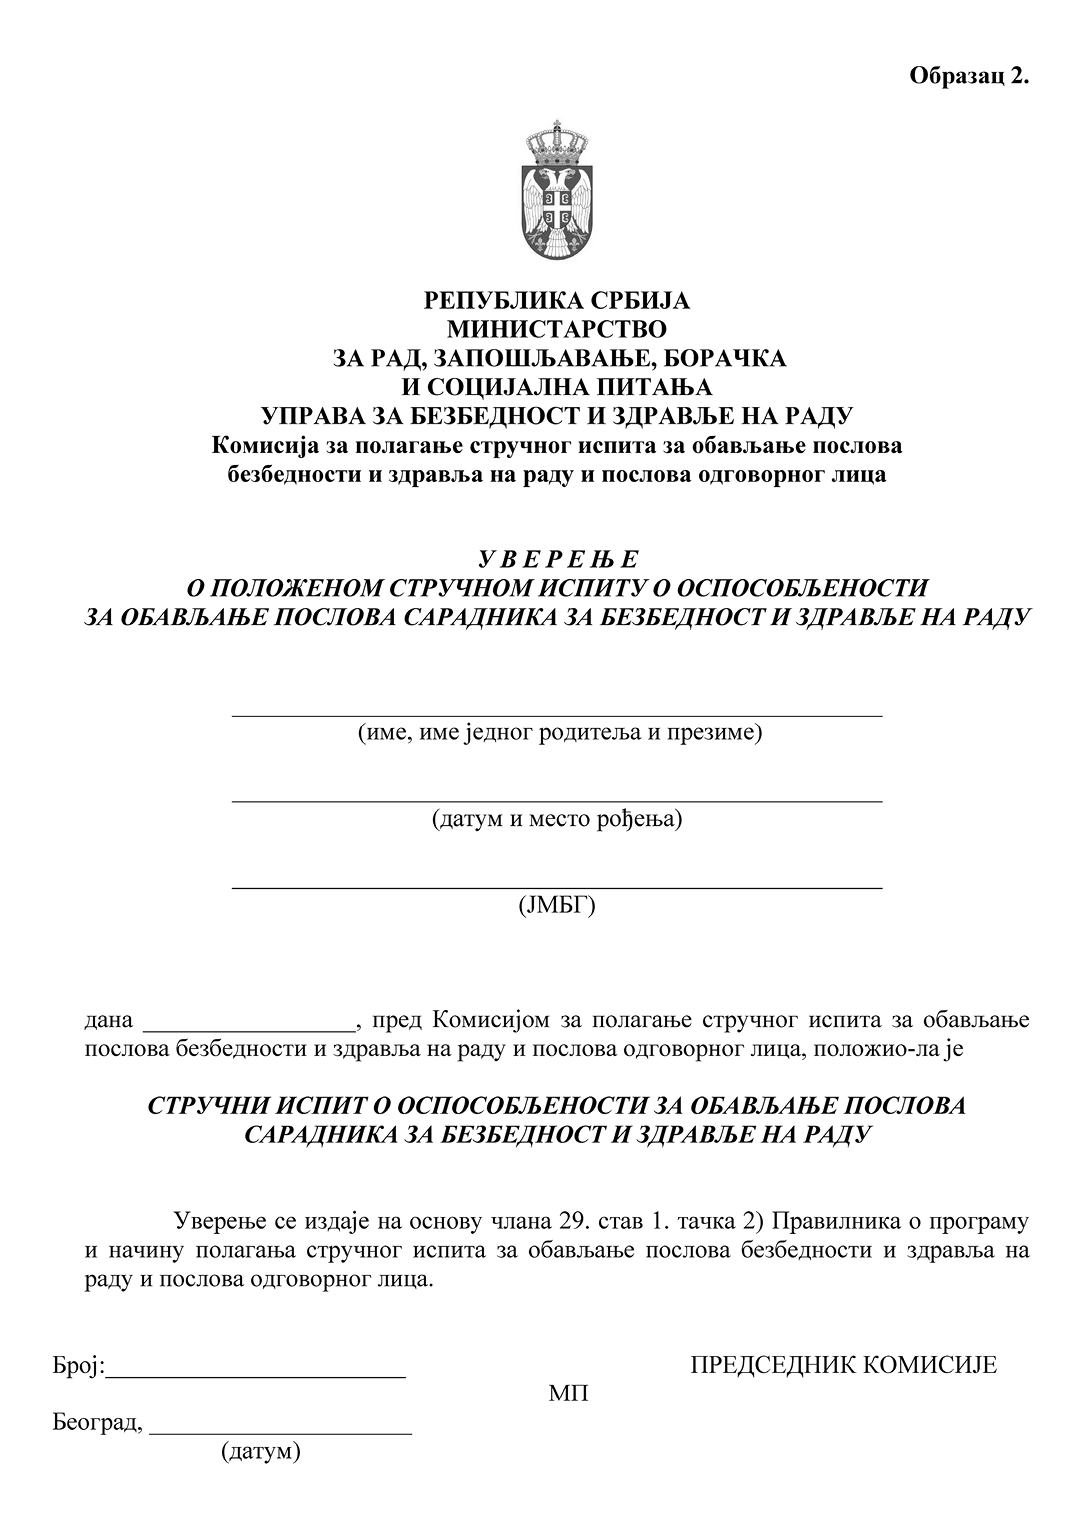 Образац 2.
РЕПУБЛИКА СРБИЈА
МИНИСТАРСТВО
ЗА РАД, ЗАПОШЉАВАЊЕ, БОРАЧКА
И СОЦИЈАЛНА ПИТАЊА
УПРАВА ЗА БЕЗБЕДНОСТ И ЗДРАВЉЕ НА РАДУ
Комисија за полагање стручног испита за обављање послова
безбедности и здравља на раду и послова одговорног лица
У В Е Р Е Њ Е
О ПОЛОЖЕНОМ СТРУЧНОМ ИСПИТУ О ОСПОСОБЉЕНОСТИ
ЗА ОБАВЉАЊЕ ПОСЛОВА САРАДНИКА ЗА БЕЗБЕДНОСТ И ЗДРАВЉЕ НА РАДУ
(име, име једног родитеља и презиме)
(датум и место рођења)
(ЈМБГ)
дана _________________, пред Комисијом за полагање стручног испита за обављање
послова безбедности и здравља на раду и послова одговорног лица, положио-ла је
СТРУЧНИ ИСПИТ О ОСПОСОБЉЕНОСТИ ЗА ОБАВЉАЊЕ ПОСЛОВА
САРАДНИКА ЗА БЕЗБЕДНОСТ И ЗДРАВЉЕ НА РАДУ
Уверење се издаје на основу члана 29. став 1. тачка 2) Правилника о програму
и начину полагања стручног испита за обављање послова безбедности и здравља на
раду и послова одговорног лица.
Број:________________________ ПРЕДСЕДНИК КОМИСИЈЕ
МП
Београд, _____________________
(датум)